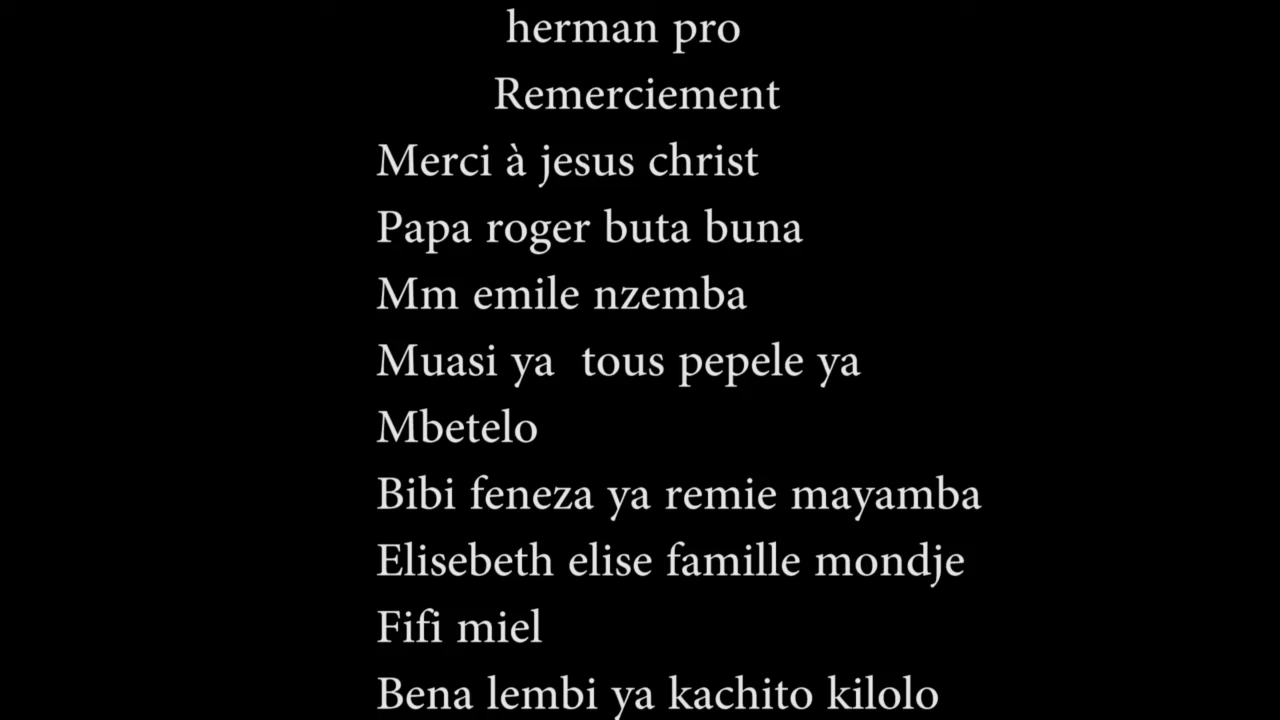 herman pro
Remerciement
Merci à jesus christ
Papa roger buta buna
Mm emile nzemba
Muasi ya  tous pepele ya
Mbetelo
Bibi feneza ya remie mayamba
Elisebeth elise famille mondje
Fifi miel
Bena lembi ya kachito kilolo